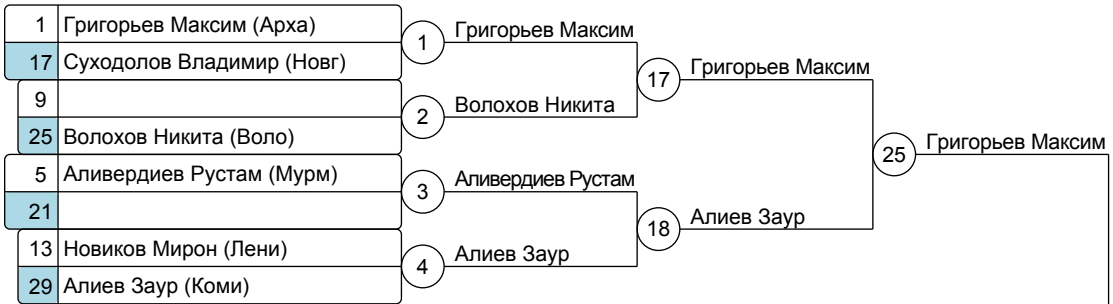 1 Григорьев Максим (Арха)
17 Суходолов Владимир (Новг)
9
25 Волохов Никита (Воло)
5 Аливердиев Рустам (Мурм)
21
13 Новиков Мирон (Лени)
29 Алиев Заур (Коми)
1 Григорьев Максим
2 Волохов Никита
3 Аливердиев Рустам
4 Алиев Заур
17 Григорьев Максим
18 Алиев Заур
25 Григорьев Максим